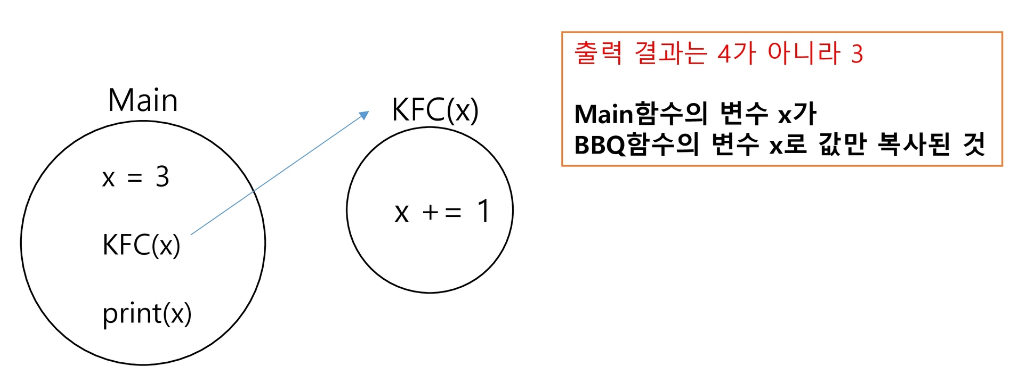 Main
x = 3
KFC(x)
print(x)
KFC(x)
x += 1
출력 결과는 4가 아니라 3
Main함수의 변수 x가
BBQ함수의 변수 x로 값만 복사된 것